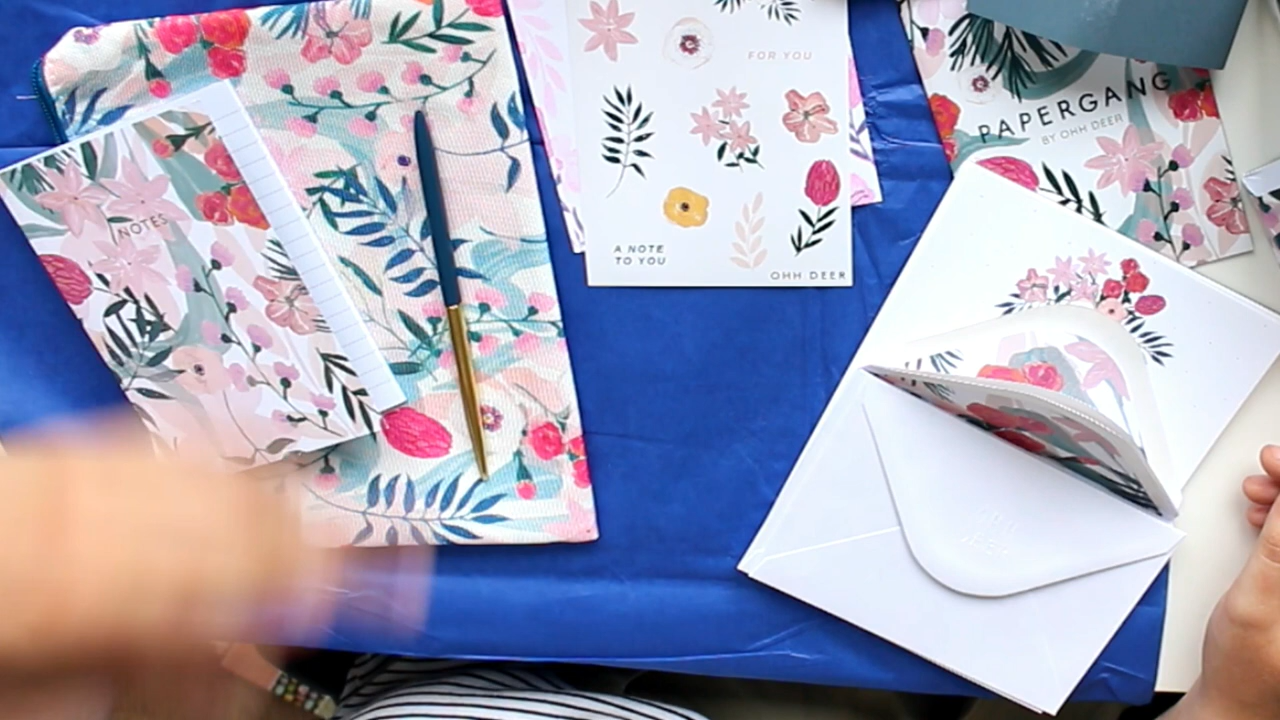 NOTES
FOR YOU
A NOTE
TO YOU
OHH DEER
PAPERGANG
BY OHH DEER